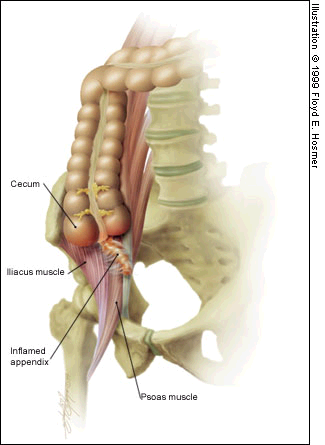 Illustration © 1999 Floyd E. Hosmer
Cecum
Iliacus muscle
Inflamed
appendix
Psoas muscle